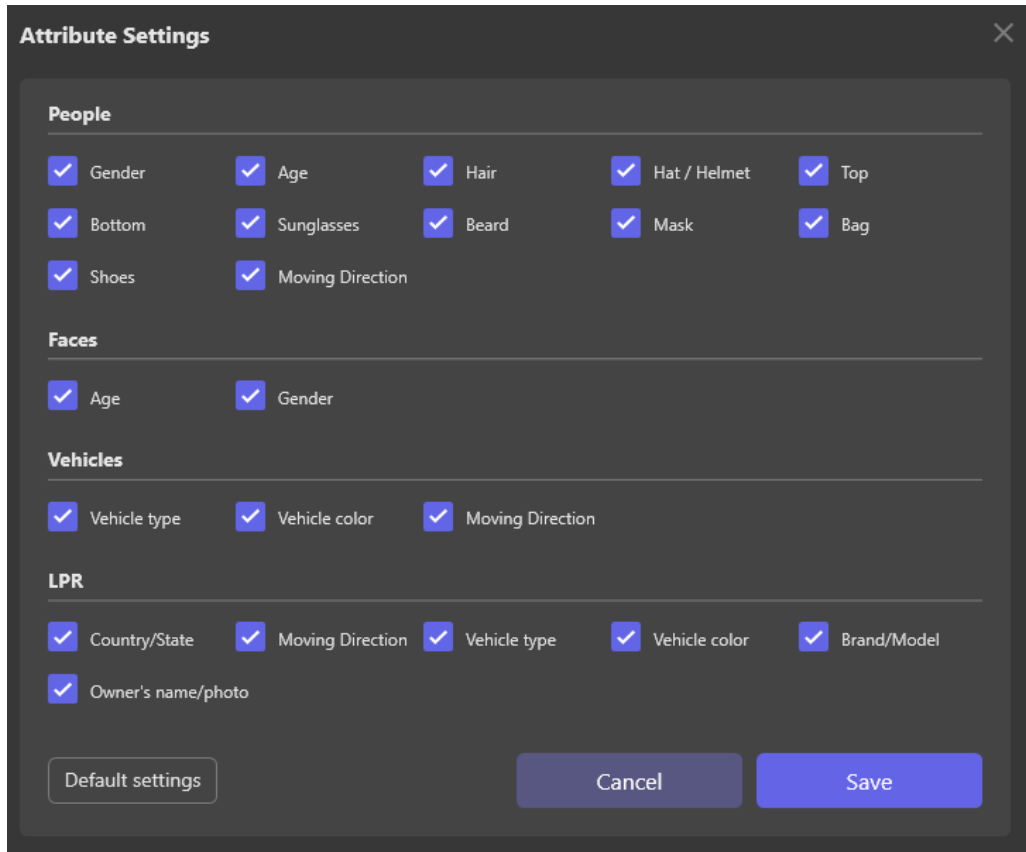 Attribute Settings
People
Gender Age Hair Hat / Helmet Top
Bottom Sunglasses Beard Mask Bag
Shoes Moving Direction
Faces
Age Gender
Vehicles
Vehicle type Vehicle color Moving Direction
LPR
Country/State Moving Direction Vehicle type Vehicle color Brand/Model
Owner's name/photo
Default settings Cancel Save